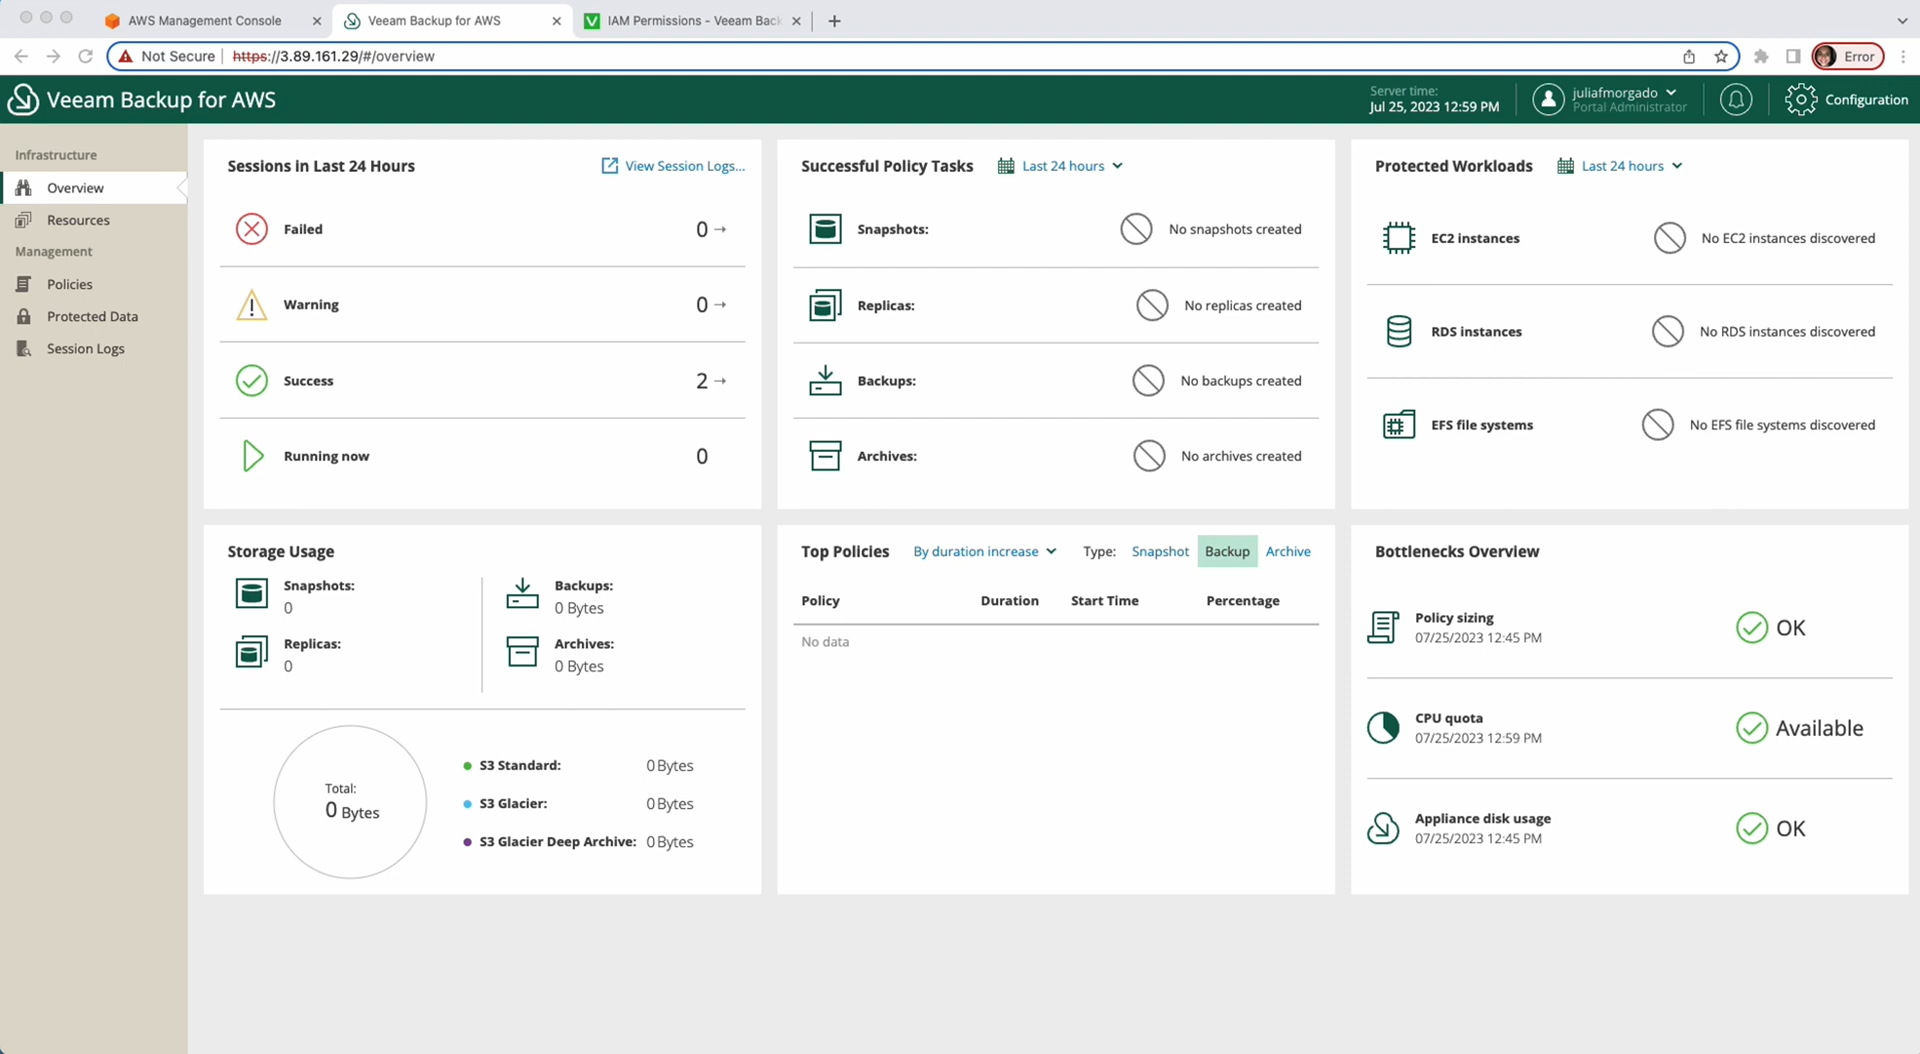 AWS Management Console
Veeam Backup for AWS
IAM Permissions - Veeam Back
Not Secure
https://3.89.161.29/#/overview
Error
Veeam Backup for AWS
Server time:
Jul 25, 2023 12:59 PM
juliafmorgado
Portal Administrator
Configuration
Infrastructure
Overview
Resources
Management
Policies
Protected Data
Session Logs
Sessions in Last 24 Hours
View Session Logs...
Failed 0
Warning 0
Success 2
Running now 0
Successful Policy Tasks Last 24 hours
Snapshots: No snapshots created
Replicas: No replicas created
Backups: No backups created
Archives: No archives created
Protected Workloads Last 24 hours
EC2 instances No EC2 instances discovered
RDS instances No RDS instances discovered
EFS file systems No EFS file systems discovered
Storage Usage
Snapshots:
0
Replicas:
0
Backups:
0 Bytes
Archives:
0 Bytes
Total:
0 Bytes
S3 Standard: 0 Bytes
S3 Glacier: 0 Bytes
S3 Glacier Deep Archive: 0 Bytes
Top Policies By duration increase Type: Snapshot Backup Archive
Policy Duration Start Time Percentage
No data
Bottlenecks Overview
Policy sizing
07/25/2023 12:45 PM
OK
CPU quota
07/25/2023 12:59 PM
Available
Appliance disk usage
07/25/2023 12:45 PM
OK